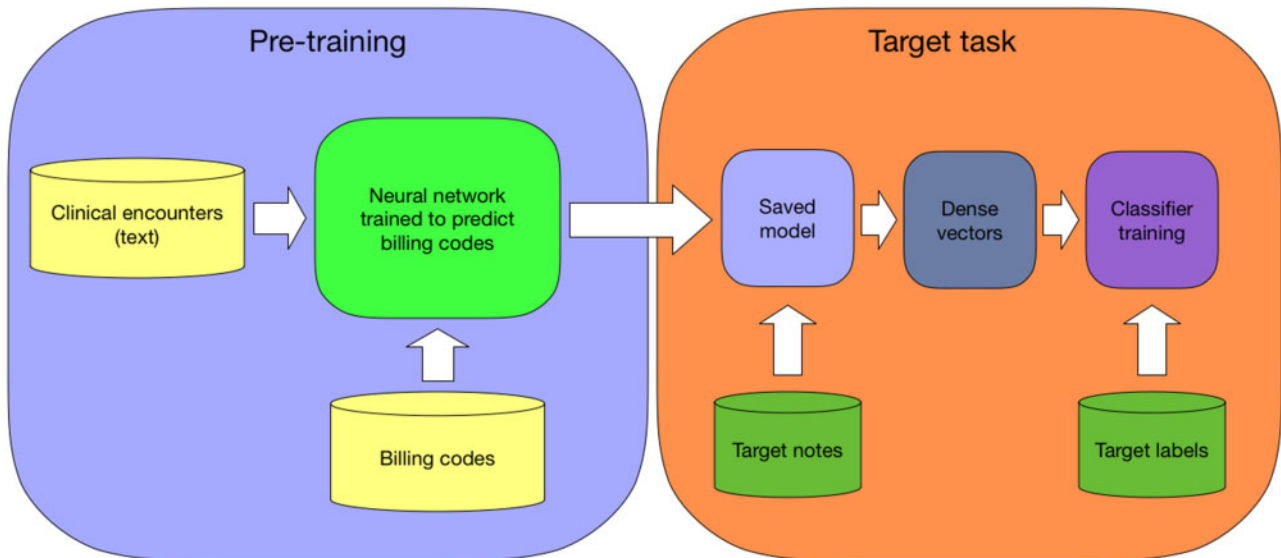 Pre-training
Target task
Clinical encounters
(text)
Neural network
trained to predict
billing codes
Saved
model
Dense
vectors
Classifier
training
Billing codes
Target notes
Target labels